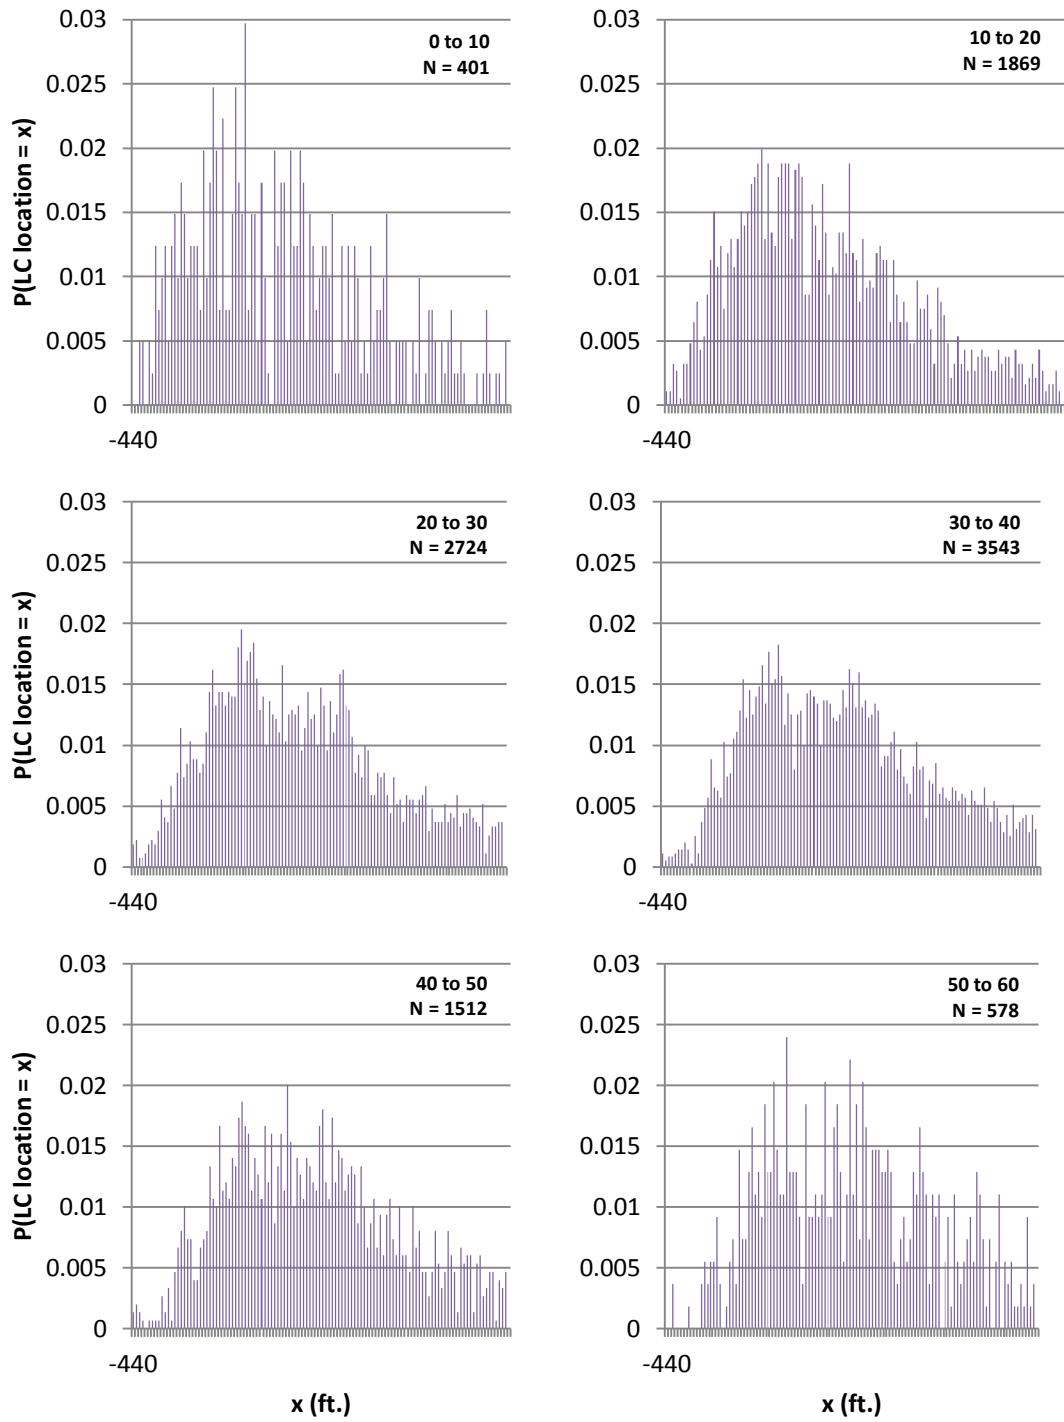 0.03
0.025
0.02
0.015
0.01
0.005
0
P(LC location = x)
0 to 10
N = 401
-440
0.03
0.025
0.02
0.015
0.01
0.005
0
10 to 20
N = 1869
-440
0.03
0.025
0.02
0.015
0.01
0.005
0
P(LC location = x)
20 to 30
N = 2724
-440
0.03
0.025
0.02
0.015
0.01
0.005
0
30 to 40
N = 3543
-440
0.03
0.025
0.02
0.015
0.01
0.005
0
P(LC location = x)
40 to 50
N = 1512
-440
x (ft.)
0.03
0.025
0.02
0.015
0.01
0.005
0
50 to 60
N = 578
-440
x (ft.)